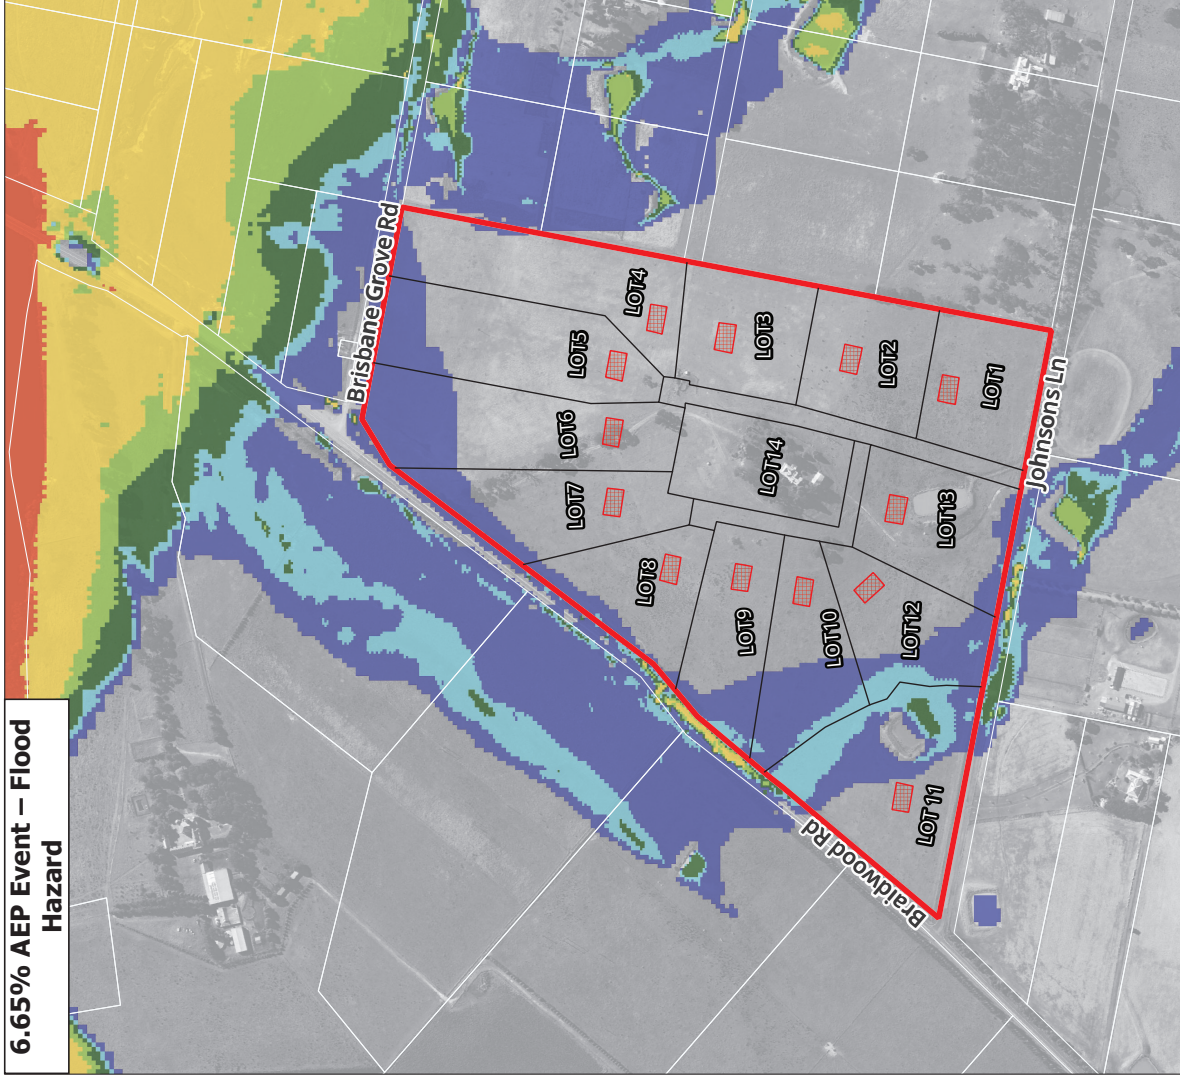 6.65% AEP Event – Flood
Hazard
Brisbane Grove Rd
LOT4
LOT5
LOT3
LOT6
LOT2
LOT7
LOT14
LOT1
LOT8
LOT13
Johnsons Ln
LOT9
LOT10
LOT12
LOT 11
Braidwood Rd